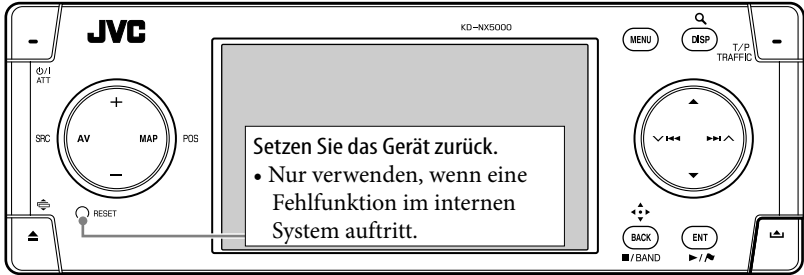 JVC
KD-NX5000
MENU
DISP
T/P
TRAFFIC
⏻/I
ATT
SRC
AV
MAP
POS
RESET
Setzen Sie das Gerät zurück.
• Nur verwenden, wenn eine
Fehlfunktion im internen
System auftritt.
BACK
ENT
■/BAND